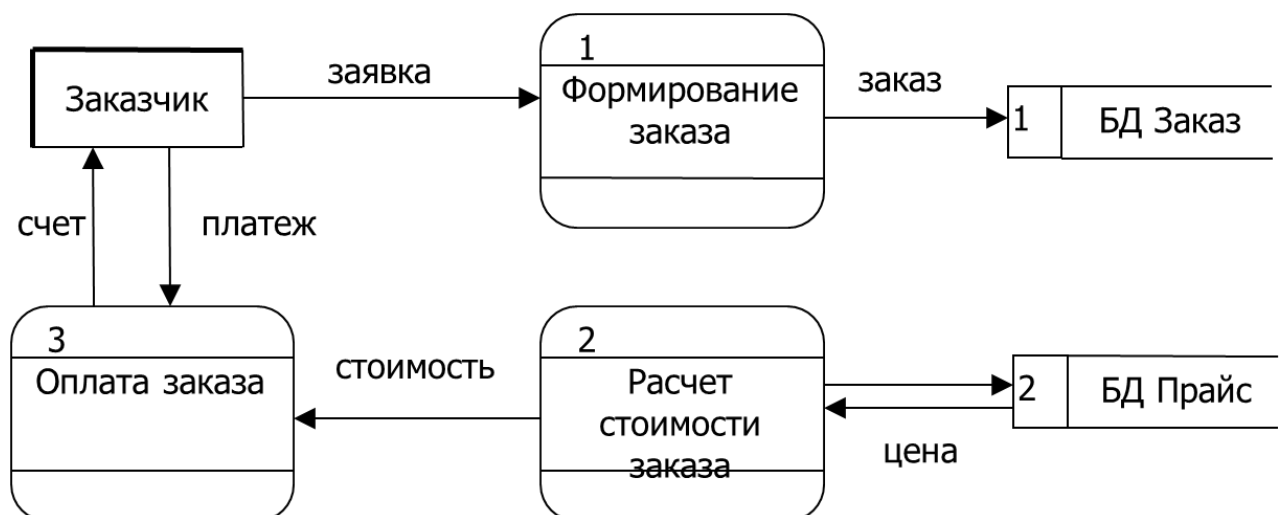 Заказчик
заявка
1
Формирование
заказа
заказ
1
БД Заказ
счет
платеж
3
Оплата заказа
стоимость
2
Расчет
стоимости
заказа
2
БД Прайс
цена